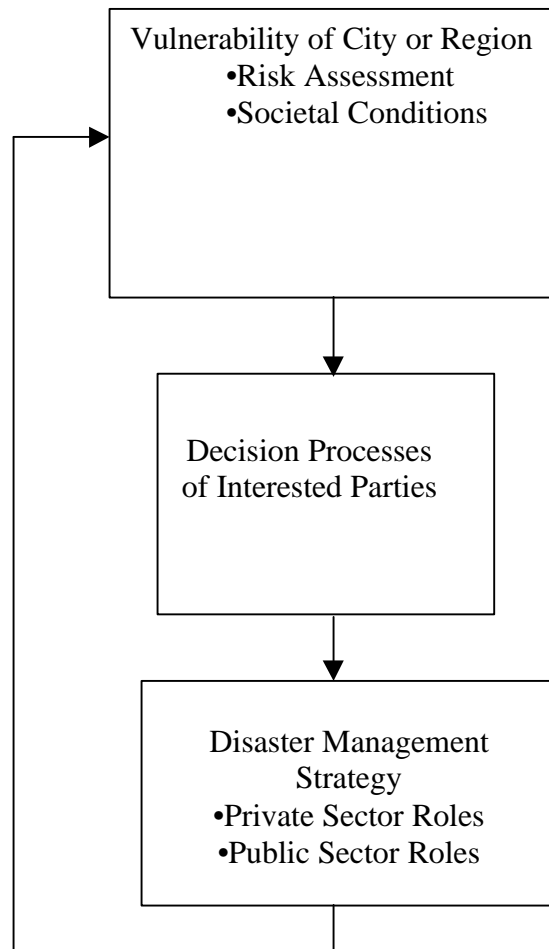 Vulnerability of City or Region
•Risk Assessment
•Societal Conditions
Decision Processes
of Interested Parties
Disaster Management
Strategy
•Private Sector Roles
•Public Sector Roles